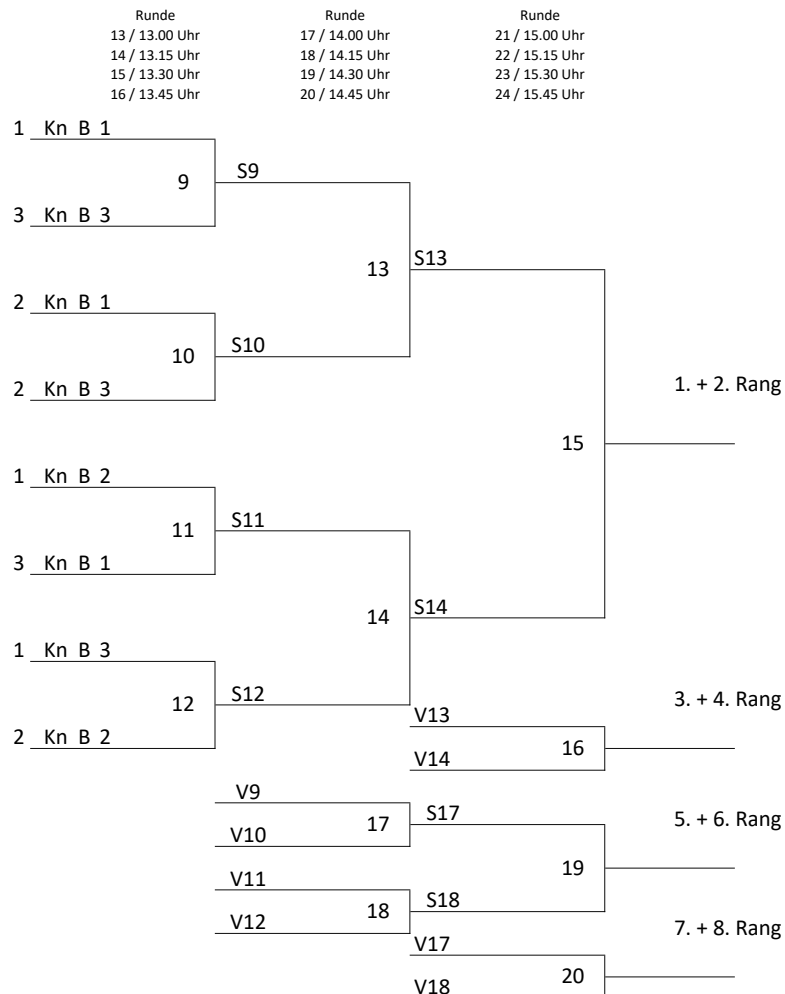 Runde Runde Runde
13 / 13.00 Uhr 17 / 14.00 Uhr 21 / 15.00 Uhr
14 / 13.15 Uhr 18 / 14.15 Uhr 22 / 15.15 Uhr
15 / 13.30 Uhr 19 / 14.30 Uhr 23 / 15.30 Uhr
16 / 13.45 Uhr 20 / 14.45 Uhr 24 / 15.45 Uhr
1 Kn B 1
9 S9
3 Kn B 3
13 S13
2 Kn B 1
10 S10
2 Kn B 3
1. + 2. Rang
15
1 Kn B 2
11 S11
3 Kn B 1
14 S14
1 Kn B 3
12 S12
3. + 4. Rang
V13
2 Kn B 2
16
V14
V9
17 S17
5. + 6. Rang
V10
19
V11
18 S18
V12
7. + 8. Rang
V17
20
V18